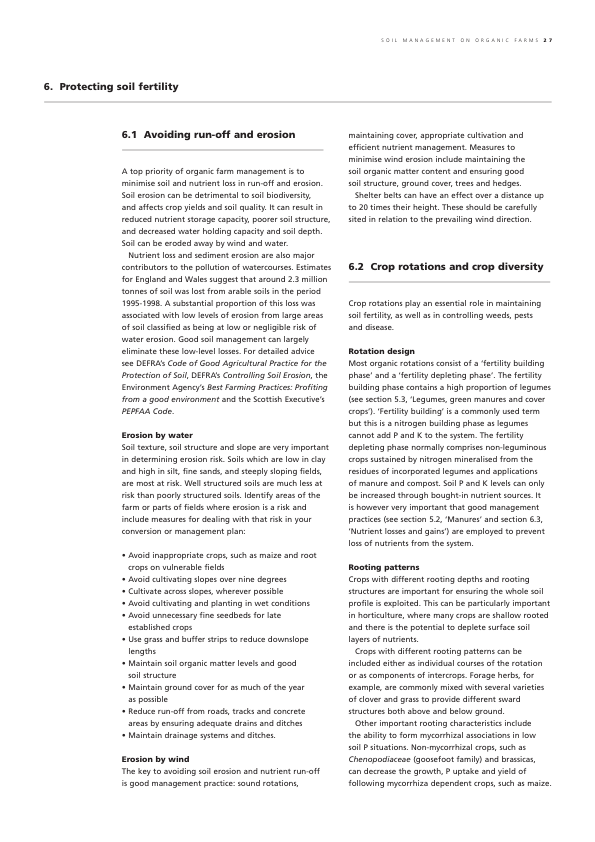 SOIL MANAGEMENT ON ORGANIC FARMS 27
6. Protecting soil fertility
6.1 Avoiding run-off and erosion
A top priority of organic farm management is to
minimise soil and nutrient loss in run-off and erosion.
Soil erosion can be detrimental to soil biodiversity,
and affects crop yields and soil quality. It can result in
reduced nutrient storage capacity, poorer soil structure,
and decreased water holding capacity and soil depth.
Soil can be eroded away by wind and water.
Nutrient loss and sediment erosion are also major
contributors to the pollution of watercourses. Estimates
for England and Wales suggest that around 2.3 million
tonnes of soil was lost from arable soils in the period
1995-1998. A substantial proportion of this loss was
associated with low levels of erosion from large areas
of soil classified as being at low or negligible risk of
water erosion. Good soil management can largely
eliminate these low-level losses. For detailed advice
see DEFRA's Code of Good Agricultural Practice for the
Protection of Soil, DEFRA's Controlling Soil Erosion, the
Environment Agency's Best Farming Practices: Profiting
from a good environment and the Scottish Executive's
PEPFAA Code.
Erosion by water
Soil texture, soil structure and slope are very important
in determining erosion risk. Soils which are low in clay
and high in silt, fine sands, and steeply sloping fields,
are most at risk. Well structured soils are much less at
risk than poorly structured soils. Identify areas of the
farm or parts of fields where erosion is a risk and
include measures for dealing with that risk in your
conversion or management plan:
• Avoid inappropriate crops, such as maize and root
crops on vulnerable fields
• Avoid cultivating slopes over nine degrees
• Cultivate across slopes, wherever possible
• Avoid cultivating and planting in wet conditions
• Avoid unnecessary fine seedbeds for late
established crops
• Use grass and buffer strips to reduce downslope
lengths
• Maintain soil organic matter levels and good
soil structure
• Maintain ground cover for as much of the year
as possible
• Reduce run-off from roads, tracks and concrete
areas by ensuring adequate drains and ditches
• Maintain drainage systems and ditches.
Erosion by wind
The key to avoiding soil erosion and nutrient run-off
is good management practice: sound rotations,
maintaining cover, appropriate cultivation and
efficient nutrient management. Measures to
minimise wind erosion include maintaining the
soil organic matter content and ensuring good
soil structure, ground cover, trees and hedges.
Shelter belts can have an effect over a distance up
to 20 times their height. These should be carefully
sited in relation to the prevailing wind direction.
6.2 Crop rotations and crop diversity
Crop rotations play an essential role in maintaining
soil fertility, as well as in controlling weeds, pests
and disease.
Rotation design
Most organic rotations consist of a 'fertility building
phase' and a 'fertility depleting phase'. The fertility
building phase contains a high proportion of legumes
(see section 5.3, 'Legumes, green manures and cover
crops'). 'Fertility building' is a commonly used term
but this is a nitrogen building phase as legumes
cannot add P and K to the system. The fertility
depleting phase normally comprises non-leguminous
crops sustained by nitrogen mineralised from the
residues of incorporated legumes and applications
of manure and compost. Soil P and K levels can only
be increased through bought-in nutrient sources. It
is however very important that good management
practices (see section 5.2, 'Manures' and section 6.3,
'Nutrient losses and gains') are employed to prevent
loss of nutrients from the system.
Rooting patterns
Crops with different rooting depths and rooting
structures are important for ensuring the whole soil
profile is exploited. This can be particularly important
in horticulture, where many crops are shallow rooted
and there is the potential to deplete surface soil
layers of nutrients.
Crops with different rooting patterns can be
included either as individual courses of the rotation
or as components of intercrops. Forage herbs, for
example, are commonly mixed with several varieties
of clover and grass to provide different sward
structures both above and below ground.
Other important rooting characteristics include
the ability to form mycorrhizal associations in low
soil P situations. Non-mycorrhizal crops, such as
Chenopodiaceae (goosefoot family) and brassicas,
can decrease the growth, P uptake and yield of
following mycorrhiza dependent crops, such as maize.